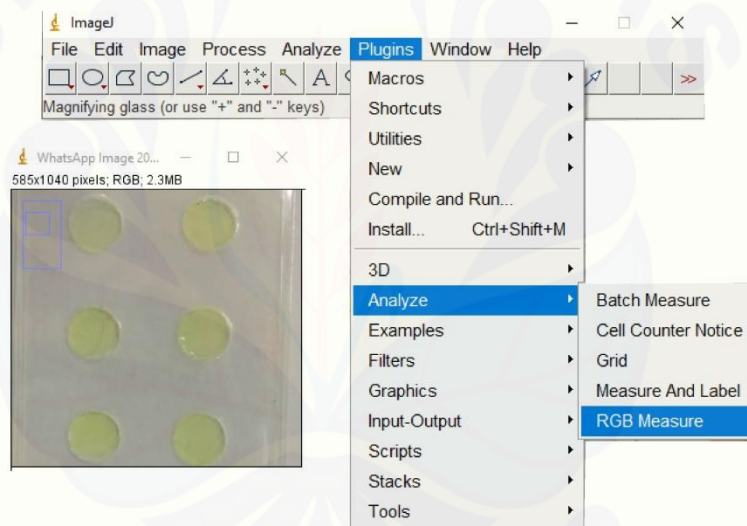 ImageJ
File Edit Image Process Analyze Plugins Window Help
A
>>
Magnifying glass (or use "+" and "-" keys)
Macros
Shortcuts
Utilities
New
Compile and Run...
Install... Ctrl+Shift+M
3D
Analyze
Examples
Filters
Graphics
Input-Output
Scripts
Stacks
Tools
Batch Measure
Cell Counter Notice
Grid
Measure And Label
RGB Measure
WhatsApp Image 20...
585x1040 pixels; RGB; 2.3MB